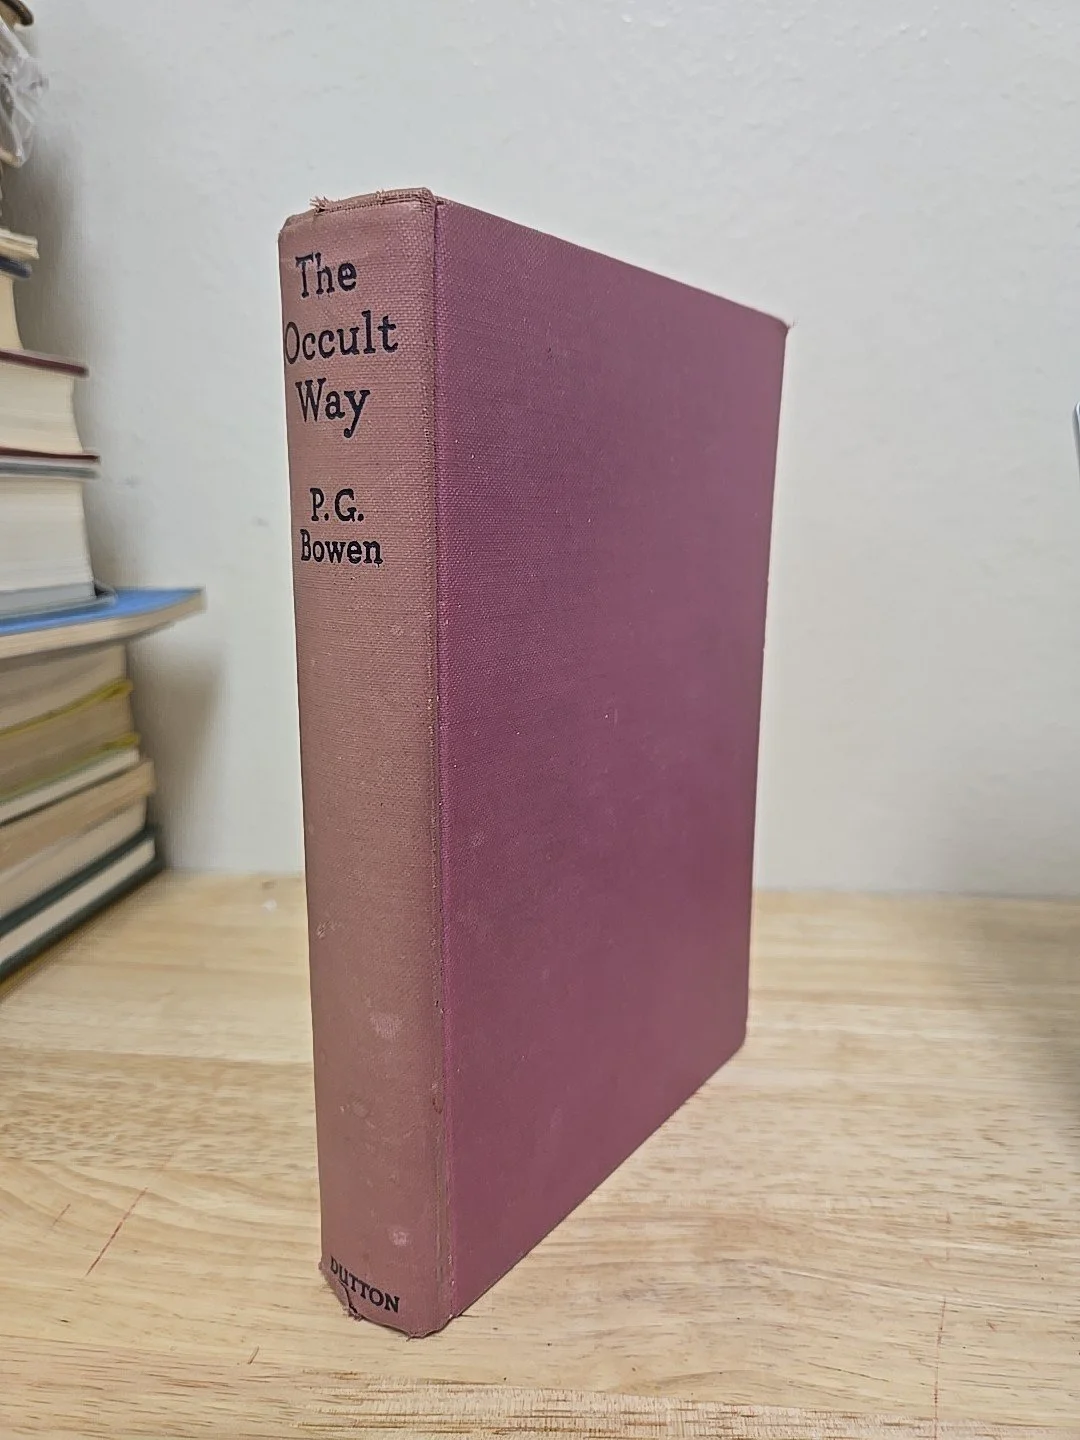 The
Occult
Way
P. G.
Bowen
DUTTON